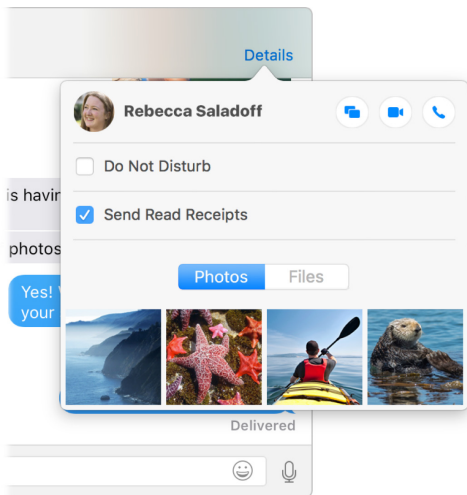 Details
Rebecca Saladoff
Do Not Disturb
is havin
Send Read Receipts
photos
Photos Files
Yes!
your
Delivered